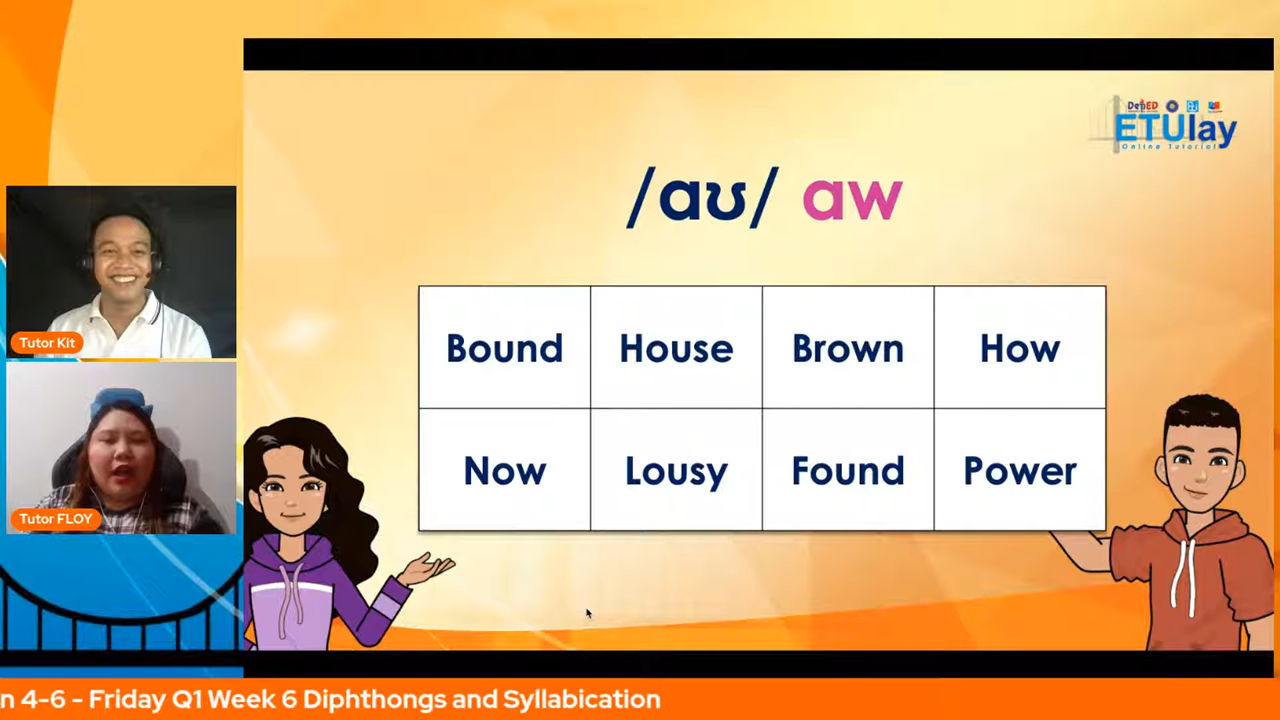 DepED
ETUlay
Online Tutorial
/aʊ/ aw
Bound House Brown How
Now Lousy Found Power
Tutor Kit
Tutor FLOY
n 4-6 - Friday Q1 Week 6 Diphthongs and Syllabication